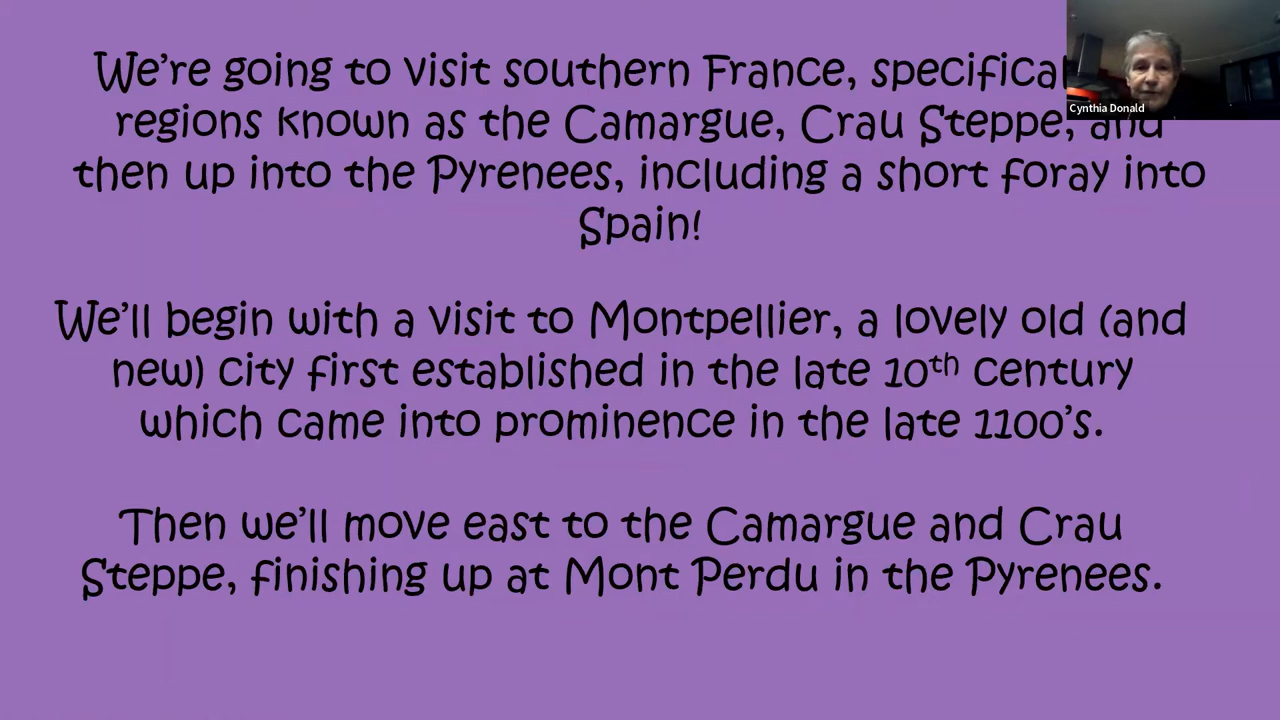 We're going to visit southern France,
regions known as the Camargue, Crau Steppe, and
then up into the Pyrenees, including a short foray into
Spain!
We'll begin with a visit to Montpellier, a lovely old (and
new) city first established in the late 10th century
which came into prominence in the late 1100's.
Then we'll move east to the Camargue and Crau
Steppe, finishing up at Mont Perdu in the Pyrenees.
Cynthia Donald